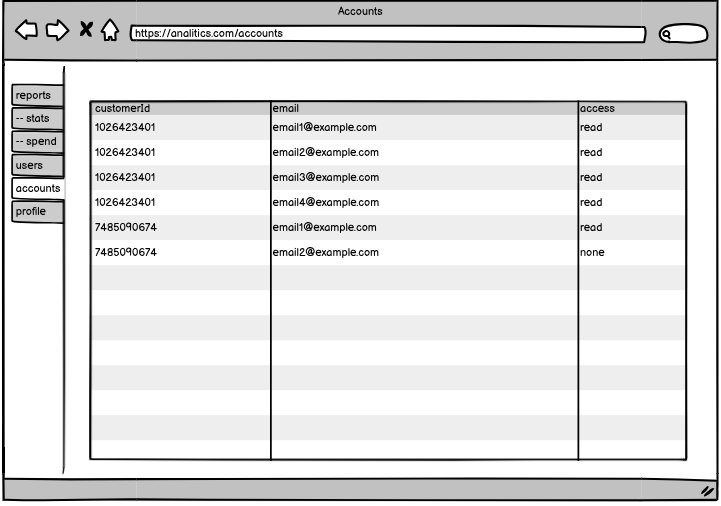 Accounts
https://analitics.com/accounts
reports
-- stats
-- spend
users
accounts
profile
customerId email access
1026423401 email1@example.com read
1026423401 email2@example.com read
1026423401 email3@example.com read
1026423401 email4@example.com read
7485090674 email1@example.com read
7485090674 email2@example.com none